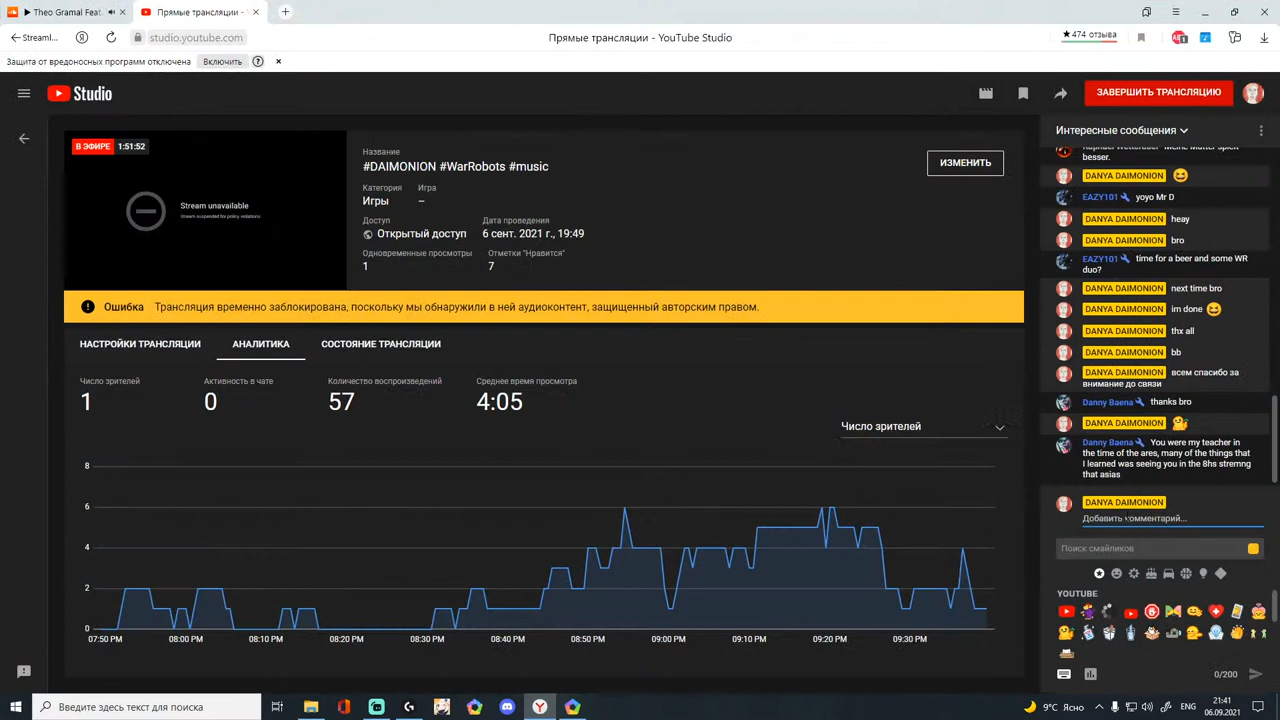 Theo Gramal Feat.
Прямые трансляции -
Streaml...
studio.youtube.com
Прямые трансляции - YouTube Studio
★474 отзыва
Защита от вредоносных программ отключена
Включить
Studio
ЗАВЕРШИТЬ ТРАНСЛЯЦИЮ
В ЭФИРЕ 1:51:52
Stream unavailable
Stream suspended for policy violations
Название
#DAIMONION #WarRobots #music
ИЗМЕНИТЬ
Категория Игра
Игры –
Доступ Дата проведения
Открытый доступ 6 сент. 2021 г., 19:49
Одновременные просмотры Отметки "Нравится"
1 7
Ошибка Трансляция временно заблокирована, поскольку мы обнаружили в ней аудиоконтент, защищенный авторским правом.
НАСТРОЙКИ ТРАНСЛЯЦИИ АНАЛИТИКА СОСТОЯНИЕ ТРАНСЛЯЦИИ
Число зрителей Активность в чате Количество воспроизведений Среднее время просмотра
1 0 57 4:05
Число зрителей
8
6
4
2
0
07:50 PM 08:00 PM 08:10 PM 08:20 PM 08:30 PM 08:40 PM 08:50 PM 09:00 PM 09:10 PM 09:20 PM 09:30 PM
Интересные сообщения
besser.
DANYA DAIMONION
EAZY101 yoyo Mr D
DANYA DAIMONION heay
DANYA DAIMONION bro
EAZY101 time for a beer and some WR
duo?
DANYA DAIMONION next time bro
DANYA DAIMONION im done
DANYA DAIMONION thx all
DANYA DAIMONION bb
DANYA DAIMONION всем спасибо за
внимание до связи
Danny Baena thanks bro
DANYA DAIMONION
Danny Baena You were my teacher in
the time of the ares, many of the things that
I learned was seeing you in the 8hs stremng
that asias
DANYA DAIMONION
Добавить комментарий...
Поиск смайликов
YOUTUBE
0/200
Введите здесь текст для поиска
9°C Ясно
ENG
21:41
06.09.2021